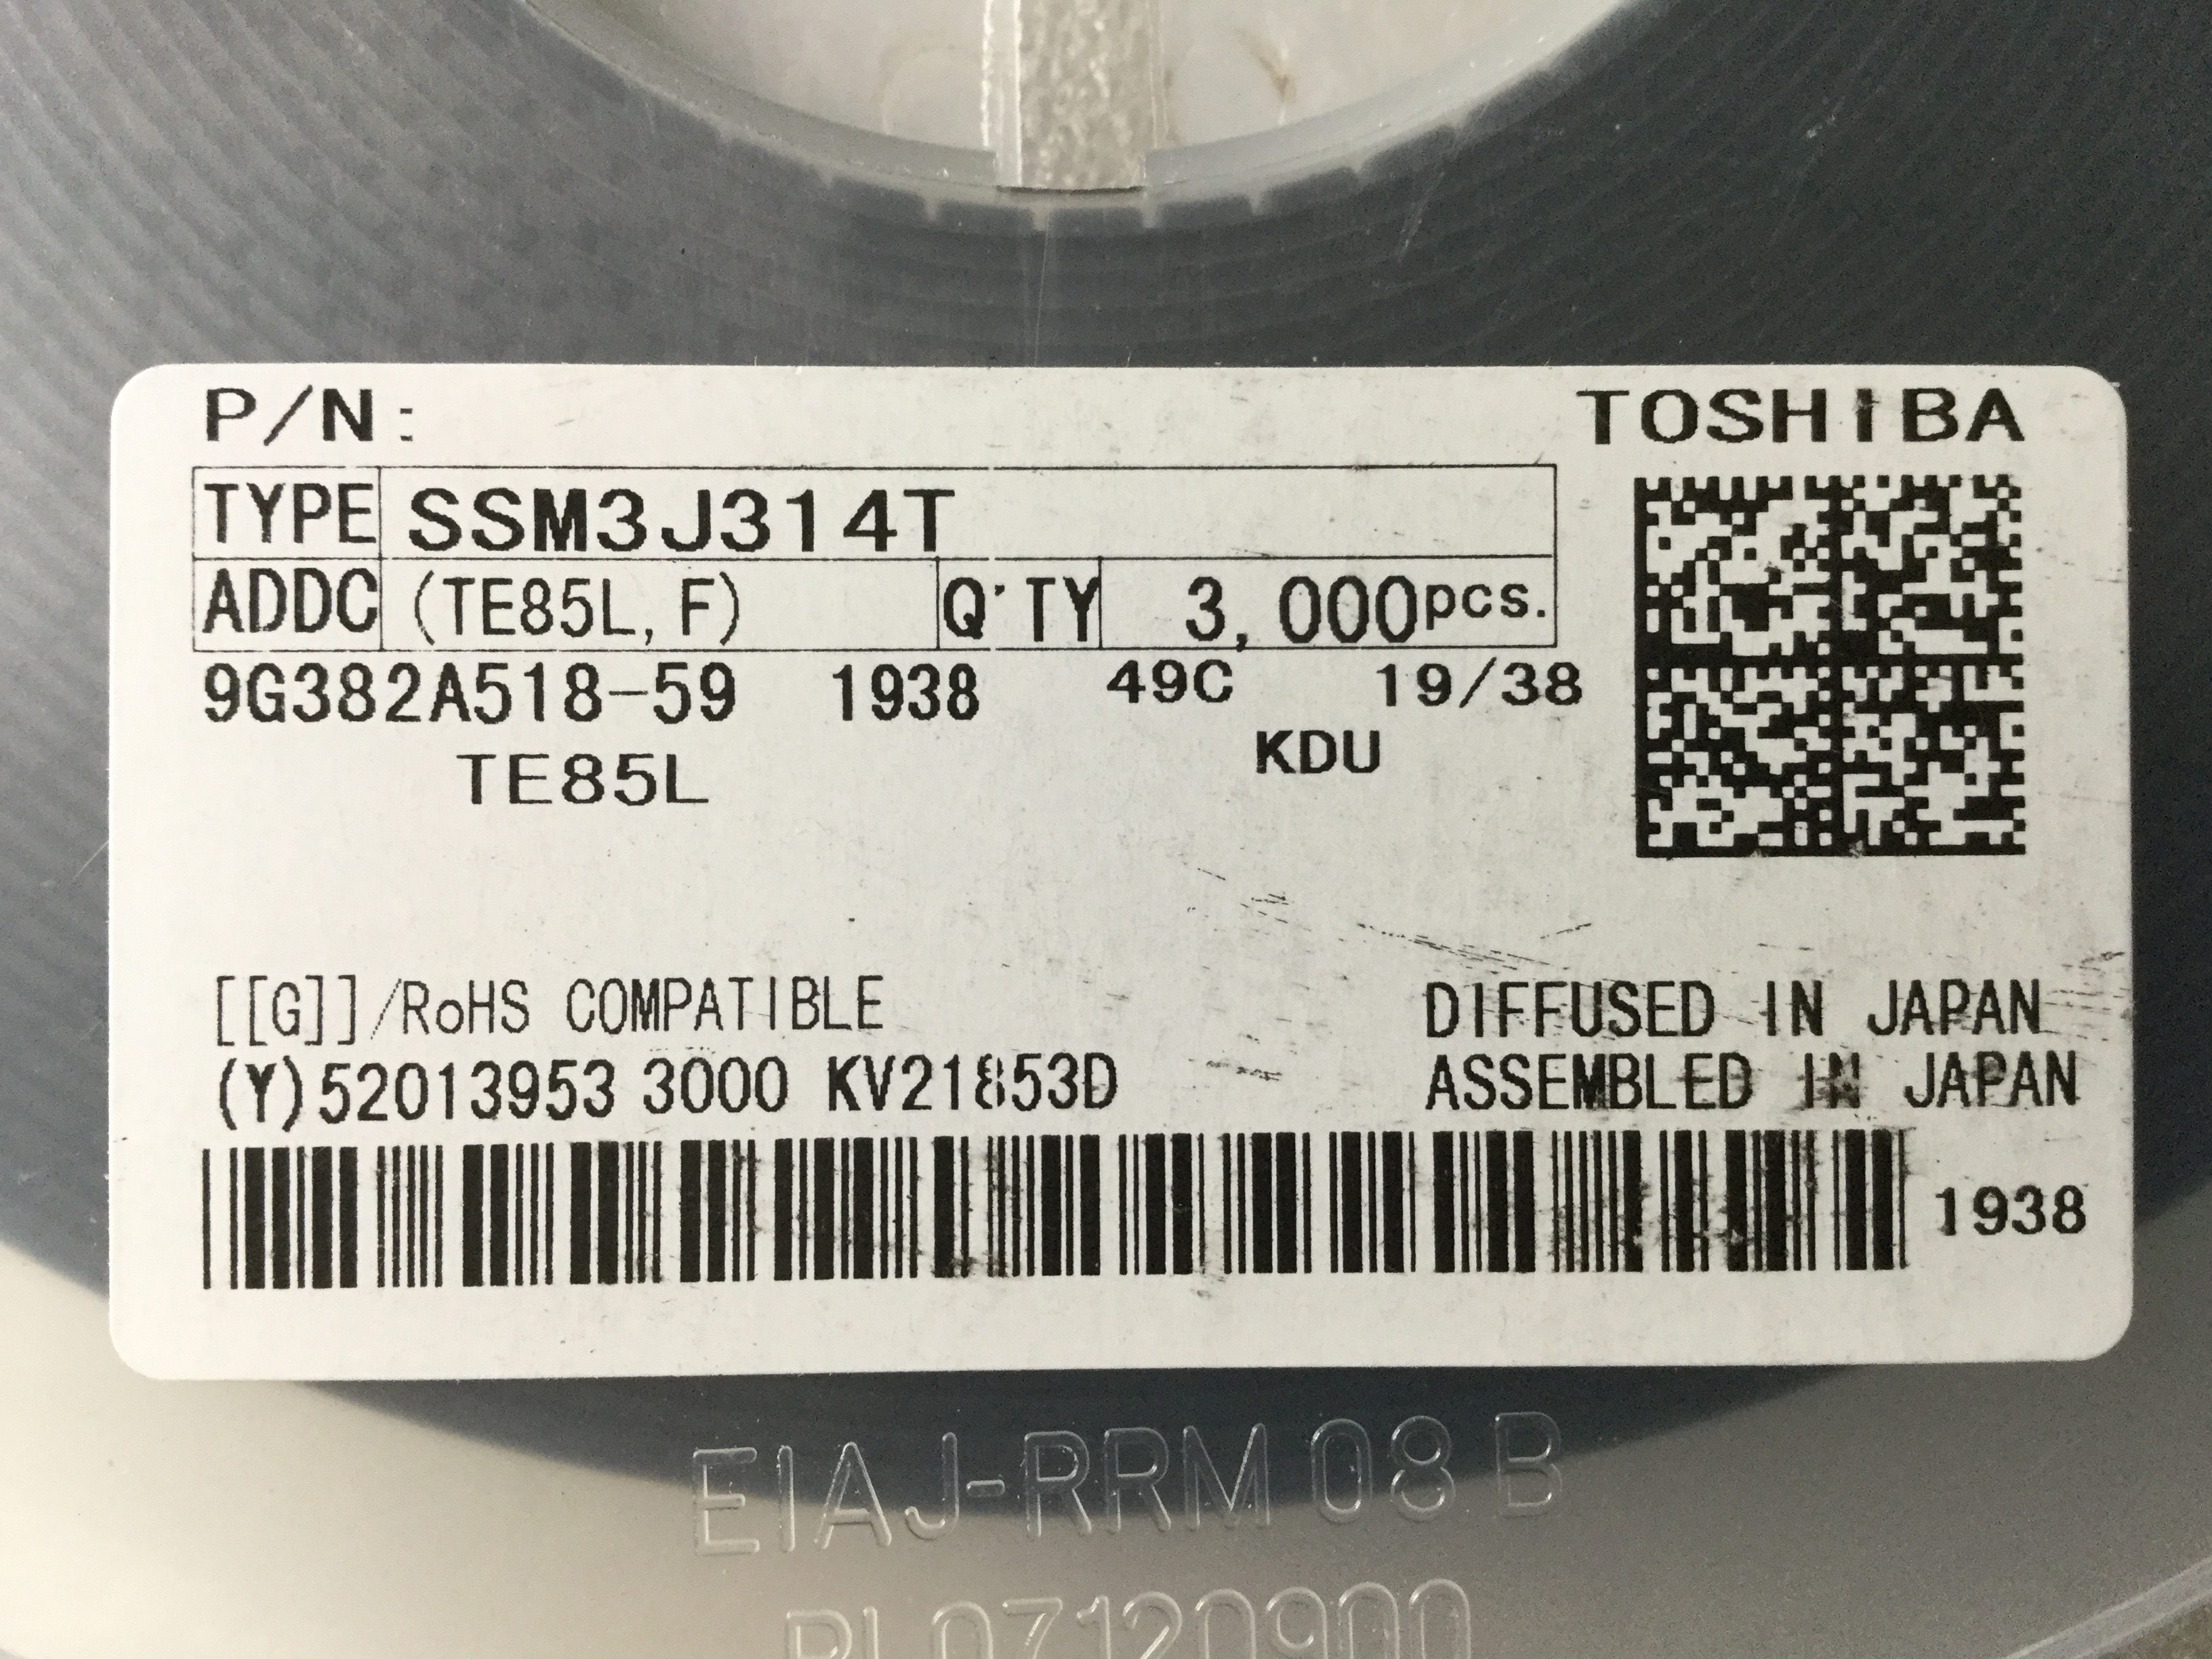 P/N:
TOSHIBA
TYPE SSM3J314T
ADDC (TE85L, F) Q'TY 3,000pcs.
9G382A518-59 1938 49C 19/38
TE85L KDU
[[G]]/RoHS COMPATIBLE DIFFUSED IN JAPAN
(Y)52013953 3000 KV21853D ASSEMBLED IN JAPAN
1938
EIAJ-RRM 08 B
PL07120900